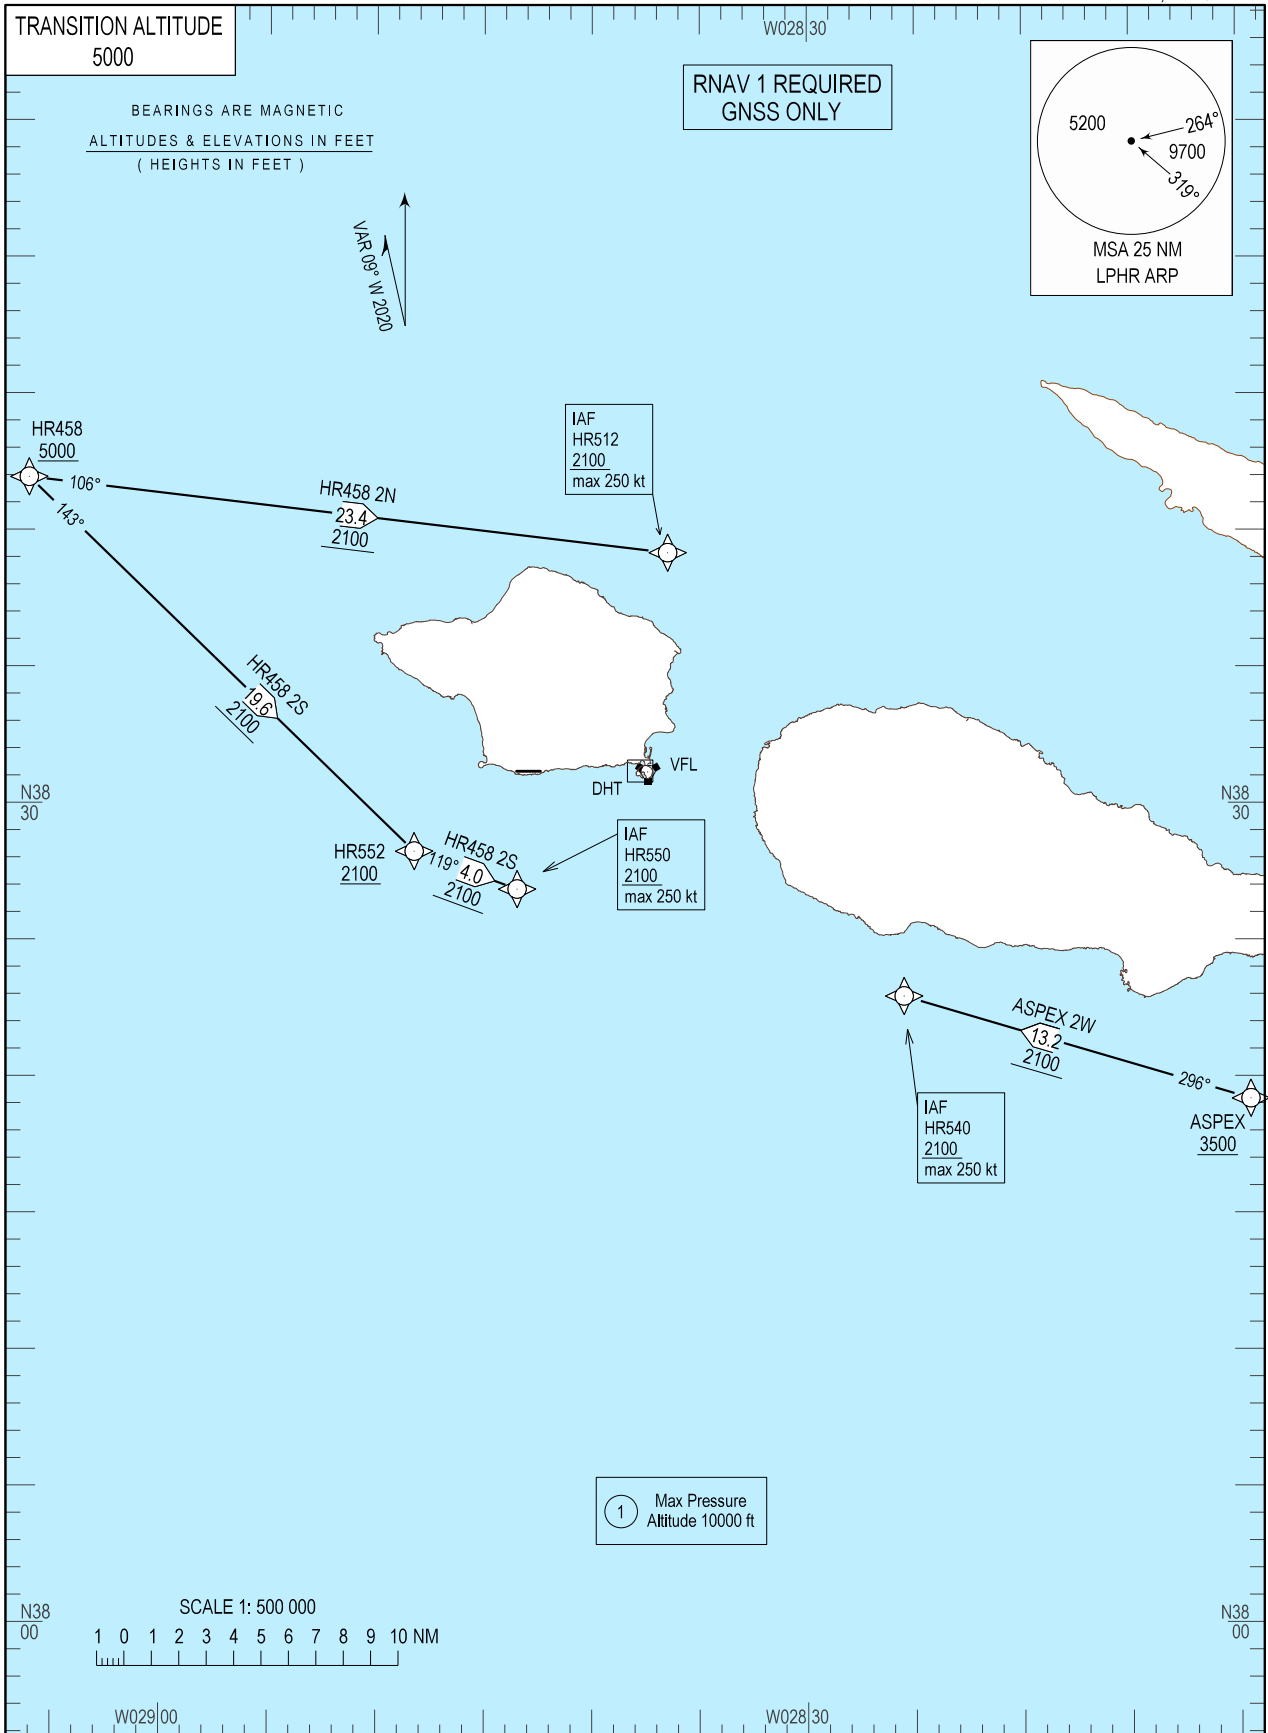 TRANSITION ALTITUDE
5000
W028 30
BEARINGS ARE MAGNETIC
ALTITUDES & ELEVATIONS IN FEET
( HEIGHTS IN FEET )
RNAV 1 REQUIRED
GNSS ONLY
5200
264°
9700
319°
MSA 25 NM
LPHR ARP
VAR 09° W 2020
HR458
5000
106°
143°
HR458 2N
23.4
2100
IAF
HR512
2100
max 250 kt
HR458 2S
19.6
2100
VFL
DHT
N38
30
N38
30
HR552
2100
119°
HR458 2S
4.0
2100
IAF
HR550
2100
max 250 kt
ASPEX 2W
13.2
2100
296°
ASPEX
3500
IAF
HR540
2100
max 250 kt
1
Max Pressure
Altitude 10000 ft
N38
00
N38
00
SCALE 1: 500 000
1 0 1 2 3 4 5 6 7 8 9 10 NM
W029 00
W028 30